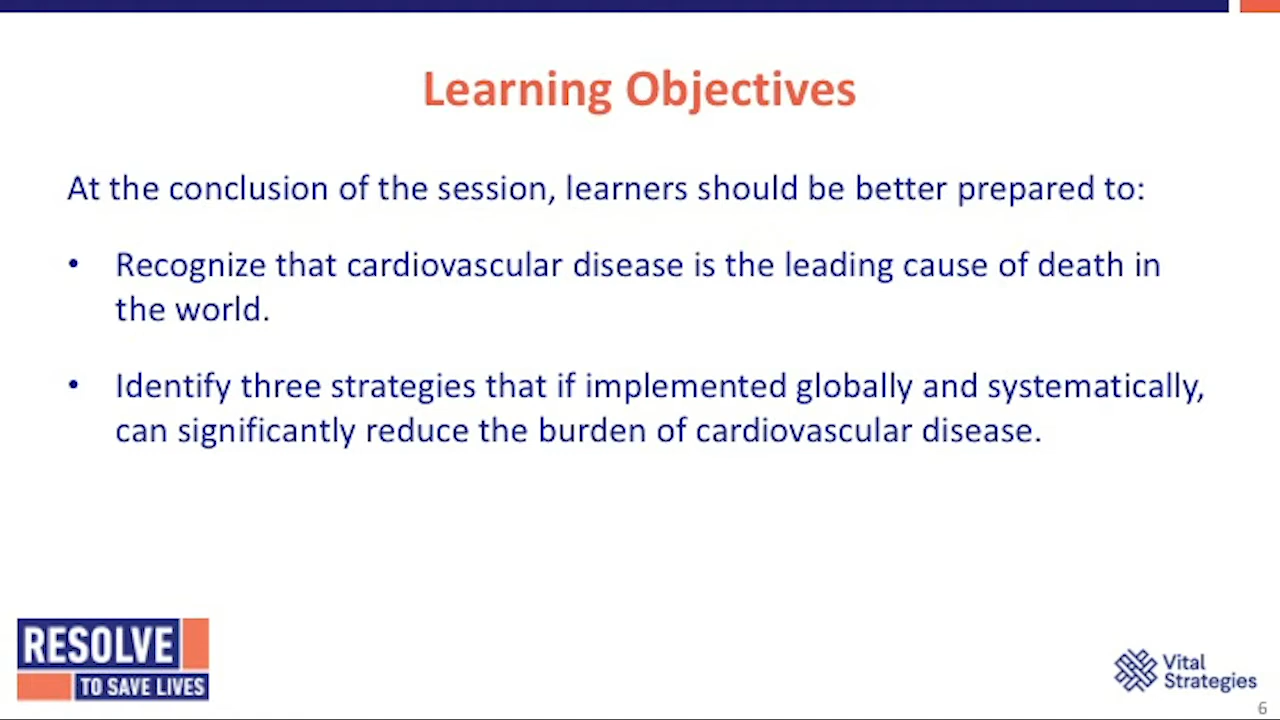 Learning Objectives
At the conclusion of the session, learners should be better prepared to:
• Recognize that cardiovascular disease is the leading cause of death in
the world.
• Identify three strategies that if implemented globally and systematically,
can significantly reduce the burden of cardiovascular disease.
RESOLVE
TO SAVE LIVES
Vital
Strategies
6